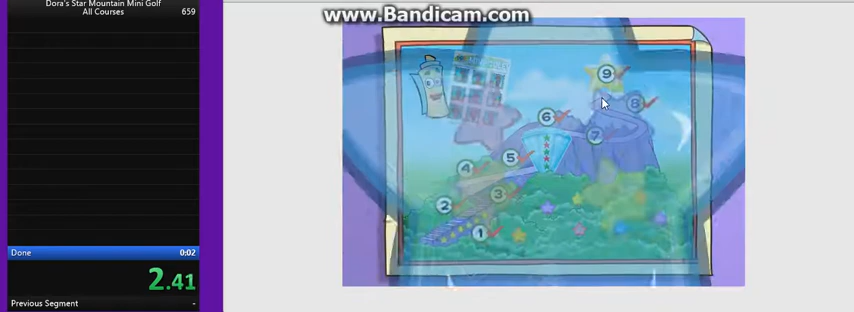 Dora's Star Mountain Mini Golf
All Courses 659
www.Bandicam.com
9
8
6
7
5
4
3
2
1
Done 0:02
2.41
Previous Segment -